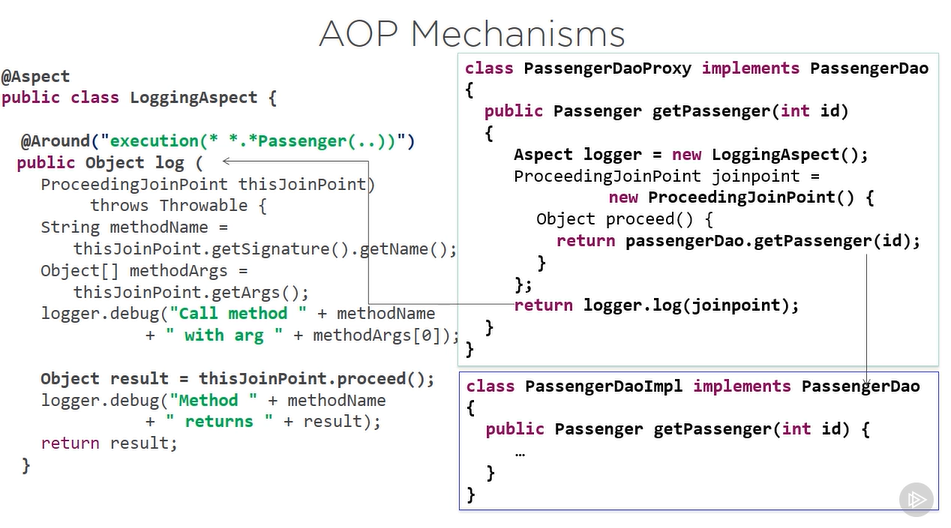 AOP Mechanisms
@Aspect
public class LoggingAspect {
@Around("execution(* *.*Passenger(..))")
public Object log (
ProceedingJoinPoint thisJoinPoint)
throws Throwable {
String methodName =
thisJoinPoint.getSignature().getName();
Object[] methodArgs =
thisJoinPoint.getArgs();
logger.debug("Call method " + methodName
+ " with arg " + methodArgs[0]);
Object result = thisJoinPoint.proceed();
logger.debug("Method " + methodName
+ " returns " + result);
return result;
}
class PassengerDaoProxy implements PassengerDao
{
public Passenger getPassenger(int id)
{
Aspect logger = new LoggingAspect();
ProceedingJoinPoint joinpoint =
new ProceedingJoinPoint() {
Object proceed() {
return passengerDao.getPassenger(id);
}
};
return logger.log(joinpoint);
}
}
class PassengerDaoImpl implements PassengerDao
{
public Passenger getPassenger(int id) {
…
}
}